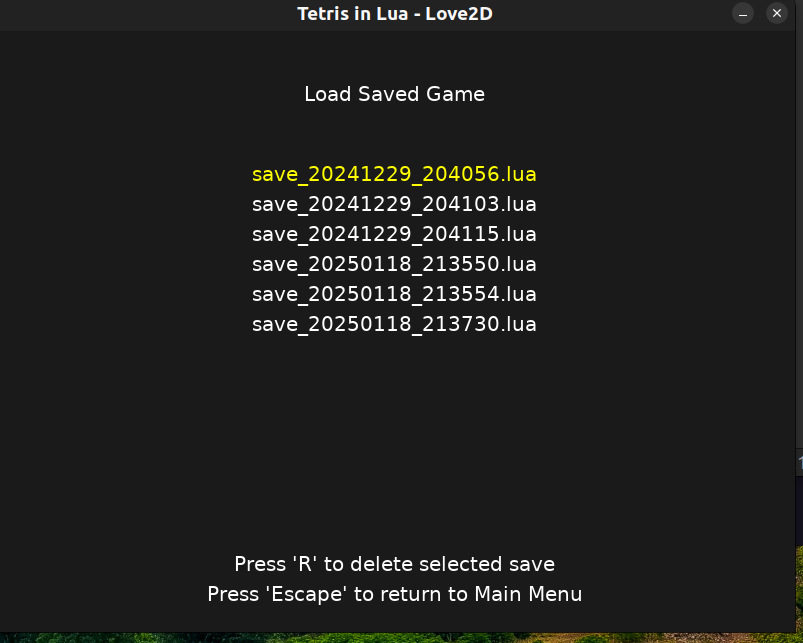 Tetris in Lua - Love2D
Load Saved Game
save_20241229_204056.lua
save_20241229_204103.lua
save_20241229_204115.lua
save_20250118_213550.lua
save_20250118_213554.lua
save_20250118_213730.lua
Press 'R' to delete selected save
Press 'Escape' to return to Main Menu